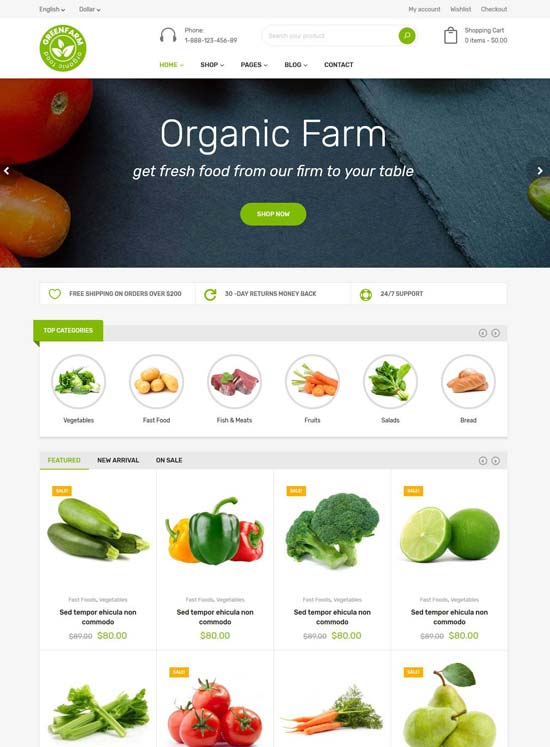 English Dollar My account Wishlist Checkout
GREENFARM
organic food
Phone:
1-888-123-456-89
Search your product
Shopping Cart
0 items - $0.00
HOME SHOP PAGES BLOG CONTACT
Organic Farm
get fresh food from our firm to your table
SHOP NOW
FREE SHIPPING ON ORDERS OVER $200
30 -DAY RETURNS MONEY BACK
24/7 SUPPORT
TOP CATEGORIES
Vegetables Fast Food Fish & Meats Fruits Salads Bread
FEATURED NEW ARRIVAL ON SALE
SALE!
Fast Foods, Vegetables
Sed tempor ehicula non
commodo
$89.00 $80.00
Fast Foods, Vegetables
Sed tempor ehicula non
commodo
$80.00
SALE!
Fast Foods, Vegetables
Sed tempor ehicula non
commodo
$89.00 $80.00
SALE!
Fast Foods, Vegetables
Sed tempor ehicula non
commodo
$89.00 $80.00
SALE!
SALE!